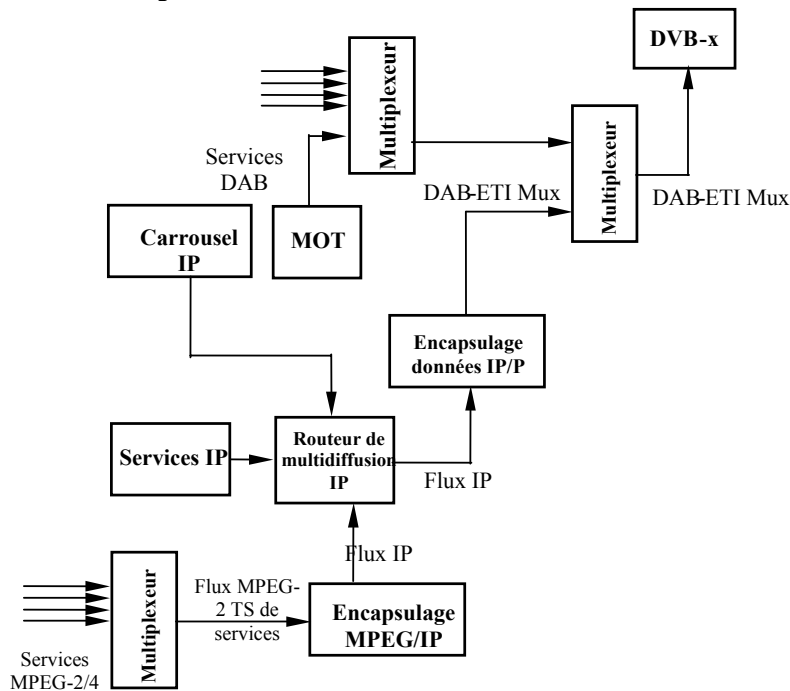 DVB-x
Multiplexeur
Multiplexeur
Services
DAB
DAB-ETI Mux
DAB-ETI Mux
Carrousel
IP
MOT
Encapsulage
données IP/P
Routeur de
multidiffusion
IP
Services IP
Flux IP
Flux IP
Multiplexeur
Flux MPEG-
2 TS de
services
Encapsulage
MPEG/IP
Services
MPEG-2/4